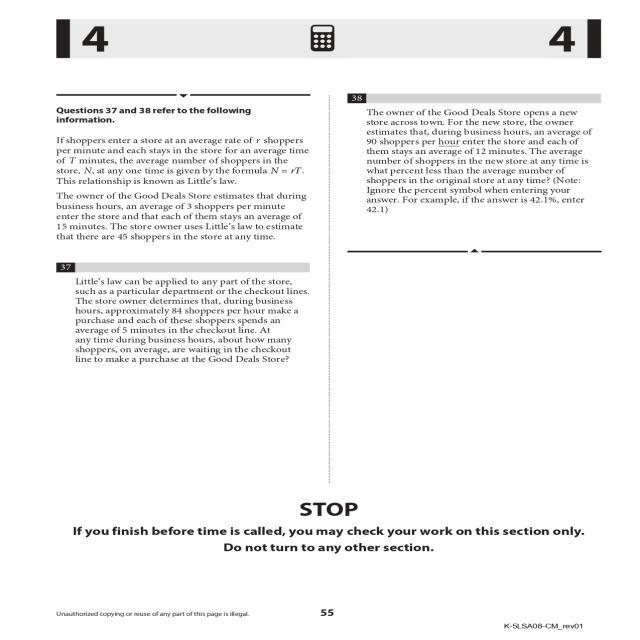 4
4
Questions 37 and 38 refer to the following
information.
If shoppers enter a store at an average rate of r shoppers
per minute and each stays in the store for an average time
of T minutes, the average number of shoppers in the
store, N, at any one time is given by the formula N = rT.
This relationship is known as Little's law.
The owner of the Good Deals Store estimates that during
business hours, an average of 3 shoppers per minute
enter the store and that each of them stays an average of
15 minutes. The store owner uses Little's law to estimate
that there are 45 shoppers in the store at any time.
37
Little's law can be applied to any part of the store,
such as a particular department or the checkout lines.
The store owner determines that, during business
hours, approximately 84 shoppers per hour make a
purchase and each of these shoppers spends an
average of 5 minutes in the checkout line. At
any time during business hours, about how many
shoppers, on average, are waiting in the checkout
line to make a purchase at the Good Deals Store?
38
The owner of the Good Deals Store opens a new
store across town. For the new store, the owner
estimates that, during business hours, an average of
90 shoppers per hour enter the store and each of
them stays an average of 12 minutes. The average
number of shoppers in the new store at any time is
what percent less than the average number of
shoppers in the original store at any time? (Note:
Ignore the percent symbol when entering your
answer. For example, if the answer is 42.1%, enter
42.1)
STOP
If you finish before time is called, you may check your work on this section only.
Do not turn to any other section.
Unauthorized copying or reuse of any part of this page is illegal.
55
K-5LSA08-CM_rev01